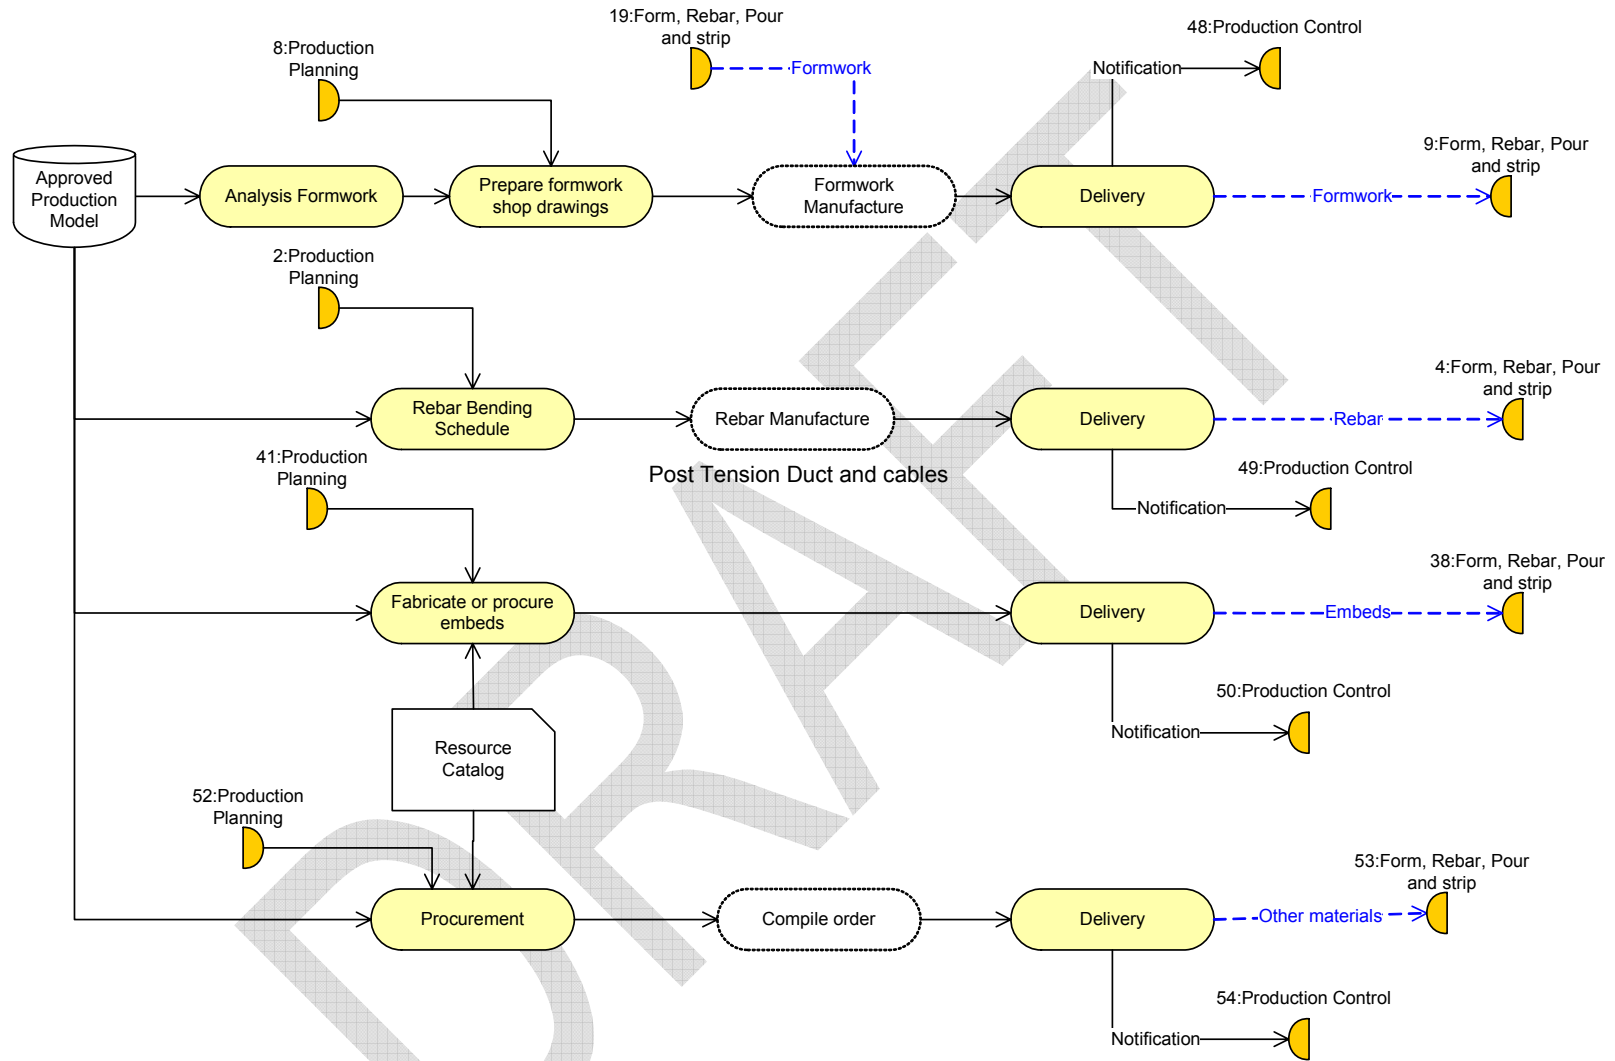 19:Form, Rebar, Pour
and strip
48:Production Control
8:Production
Planning
Formwork
Notification
9:Form, Rebar, Pour
and strip
Approved
Production
Model
Analysis Formwork
Prepare formwork
shop drawings
Formwork
Manufacture
Delivery
Formwork
2:Production
Planning
4:Form, Rebar, Pour
and strip
Rebar Bending
Schedule
Rebar Manufacture
Delivery
Rebar
41:Production
Planning
Post Tension Duct and cables
49:Production Control
Notification
38:Form, Rebar, Pour
and strip
Fabricate or procure
embeds
Delivery
Embeds
50:Production Control
Notification
Resource
Catalog
52:Production
Planning
53:Form, Rebar, Pour
and strip
Procurement
Compile order
Delivery
Other materials
54:Production Control
Notification
DRAFT